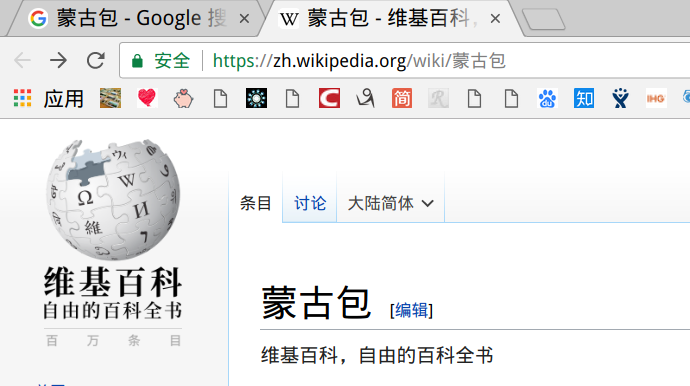 蒙古包 - Google 搜
蒙古包 - 维基百科，
安全 https://zh.wikipedia.org/wiki/蒙古包
应用 简 知 IHG
Ω W
維 И
维基百科
自由的百科全书
百 万 条 目
条目 讨论 大陆简体
蒙古包 [编辑]
维基百科，自由的百科全书